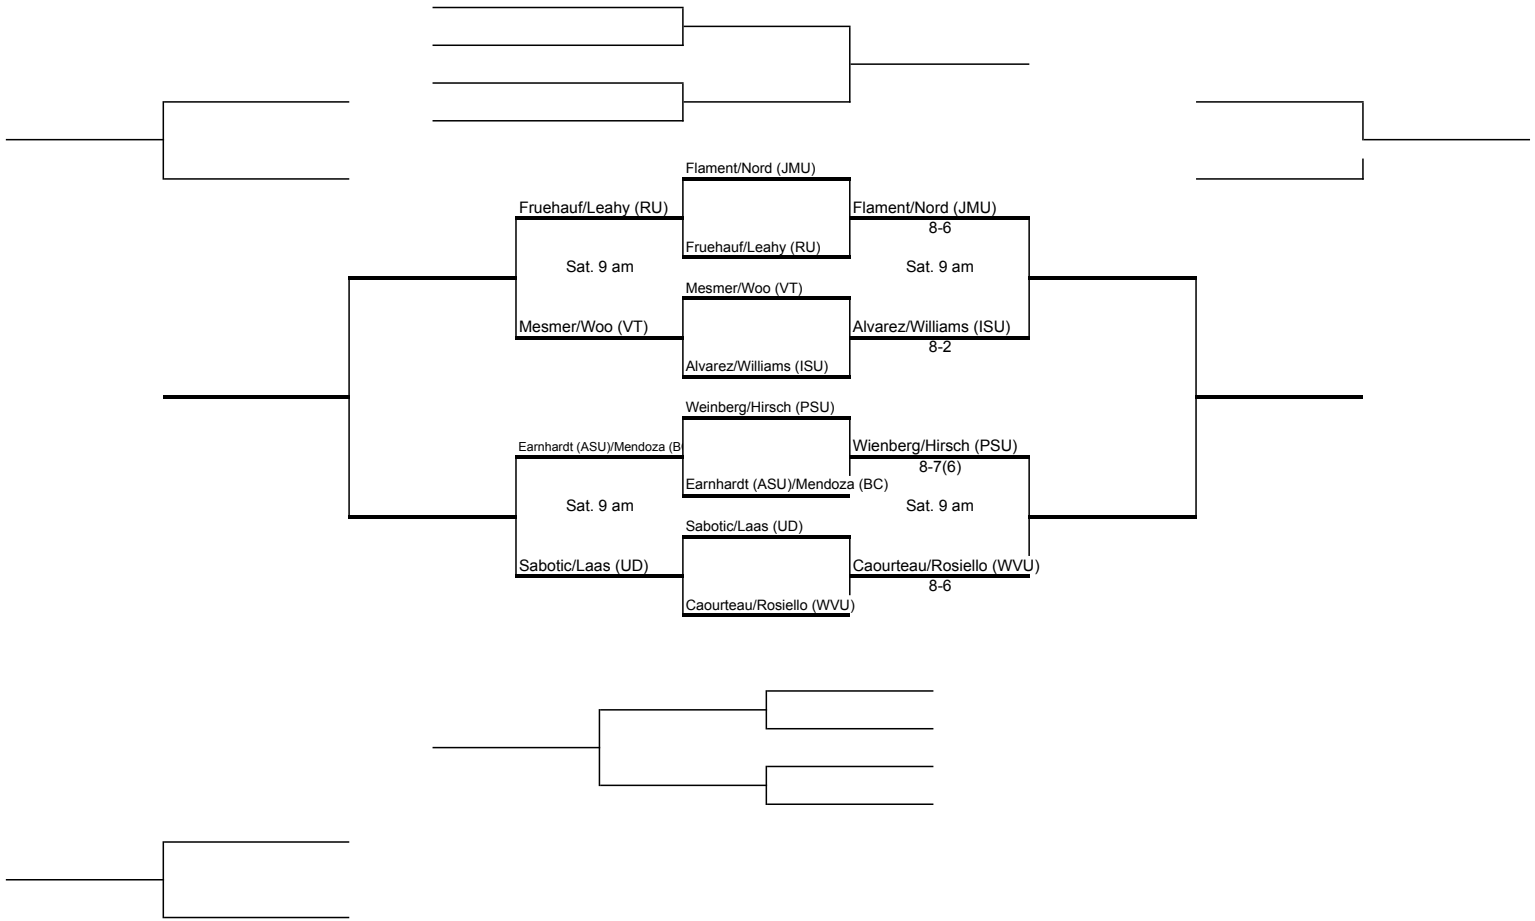 Flament/Nord (JMU)
Fruehauf/Leahy (RU)
Flament/Nord (JMU)
8-6
Fruehauf/Leahy (RU)
Sat. 9 am
Sat. 9 am
Mesmer/Woo (VT)
Mesmer/Woo (VT)
Alvarez/Williams (ISU)
8-2
Alvarez/Williams (ISU)
Weinberg/Hirsch (PSU)
Earnhardt (ASU)/Mendoza (B
Wienberg/Hirsch (PSU)
8-7(6)
Earnhardt (ASU)/Mendoza (BC)
Sat. 9 am
Sat. 9 am
Sabotic/Laas (UD)
Sabotic/Laas (UD)
Caourteau/Rosiello (WVU)
8-6
Caourteau/Rosiello (WVU)